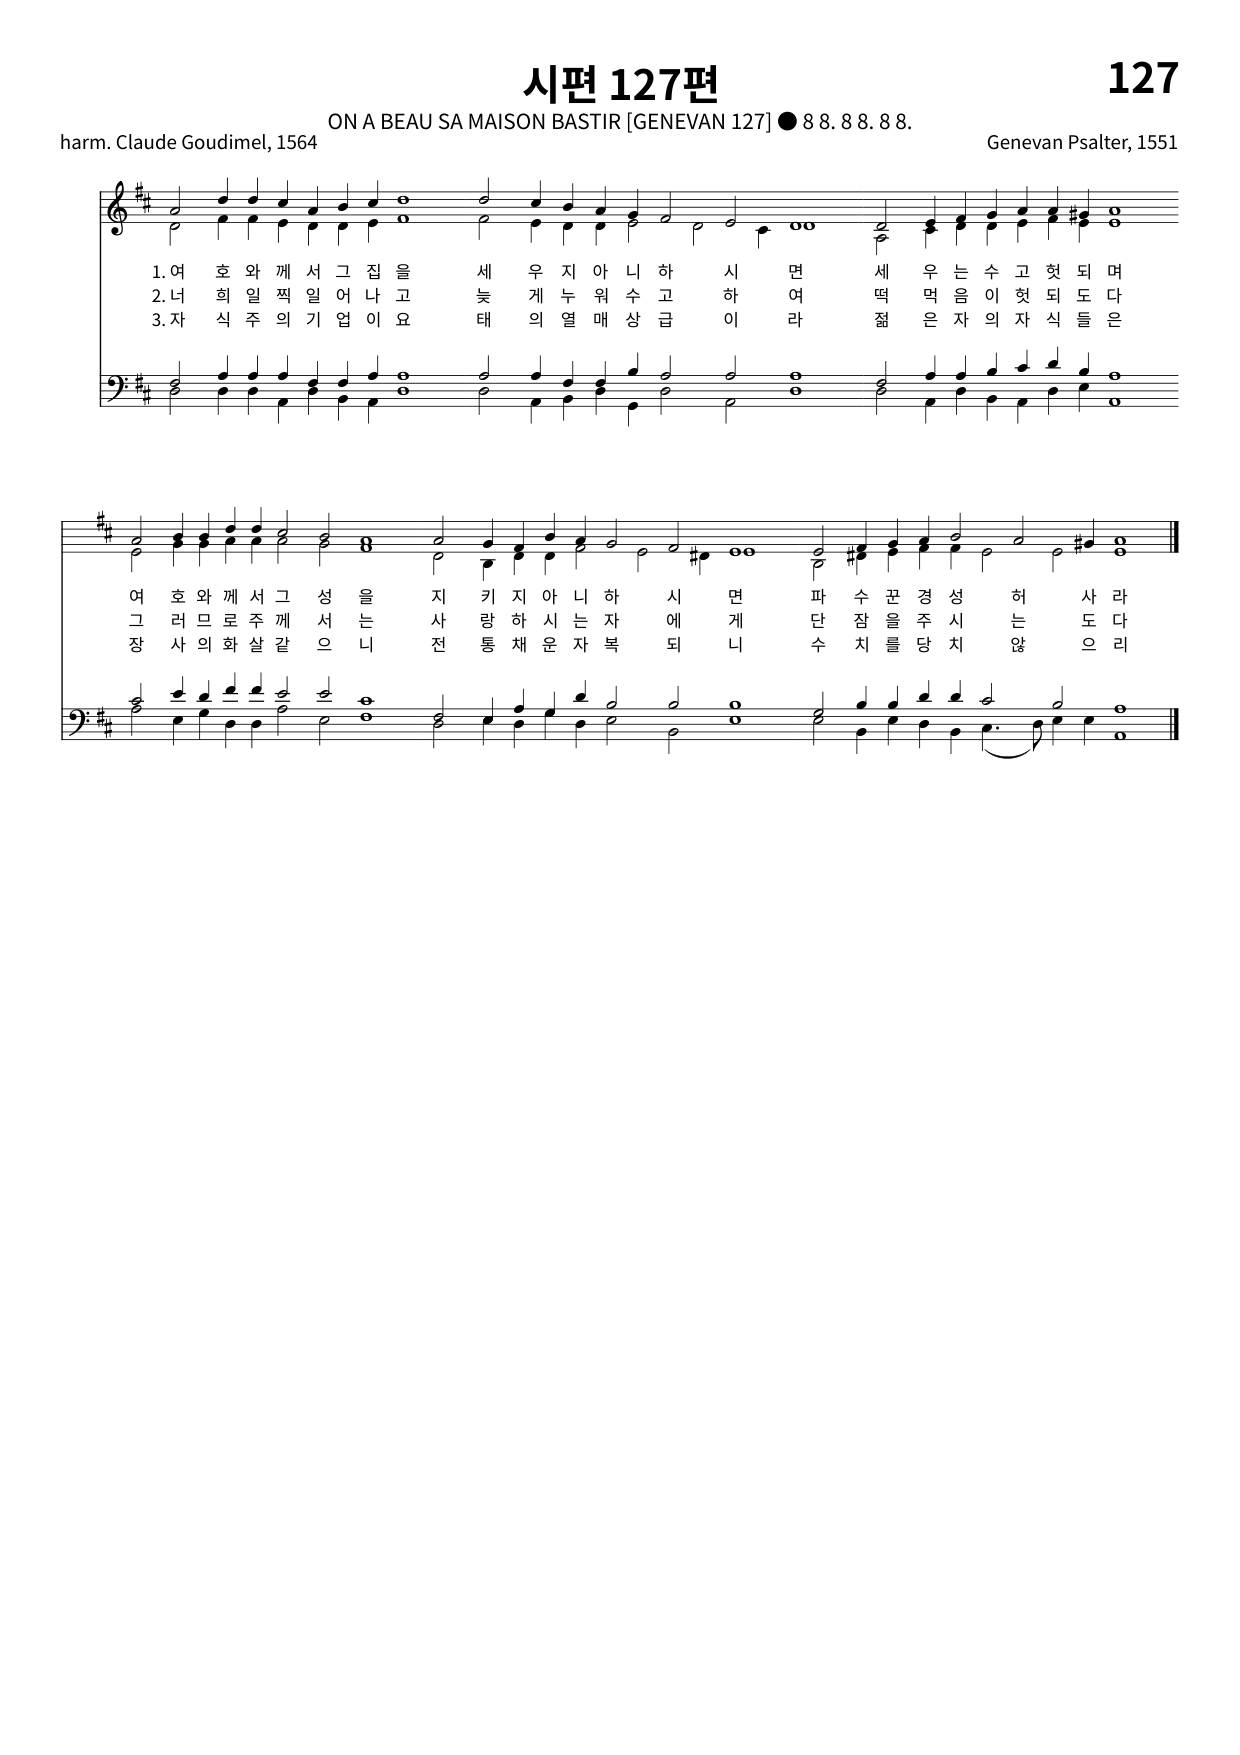 시편 127편
127
ON A BEAU SA MAISON BASTIR [GENEVAN 127] ● 8 8. 8 8. 8 8.
harm. Claude Goudimel, 1564
Genevan Psalter, 1551
1. 여 호 와 께 서 그 집 을 세 우 지 아 니 하 시 면 세 우 는 수 고 헛 되 며
2. 너 희 일 찍 일 어 나 고 늦 게 누 워 수 고 하 여 떡 먹 음 이 헛 되 도 다
3. 자 식 주 의 기 업 이 요 태 의 열 매 상 급 이 라 젊 은 자 의 자 식 들 은
여 호 와 께 서 그 성 을 지 키 지 아 니 하 시 면 파 수 꾼 경 성 허 사 라
그 러 므 로 주 께 서 는 사 랑 하 시 는 자 에 게 단 잠 을 주 시 는 도 다
장 사 의 화 살 같 으 니 전 통 채 운 자 복 되 니 수 치 를 당 치 않 으 리